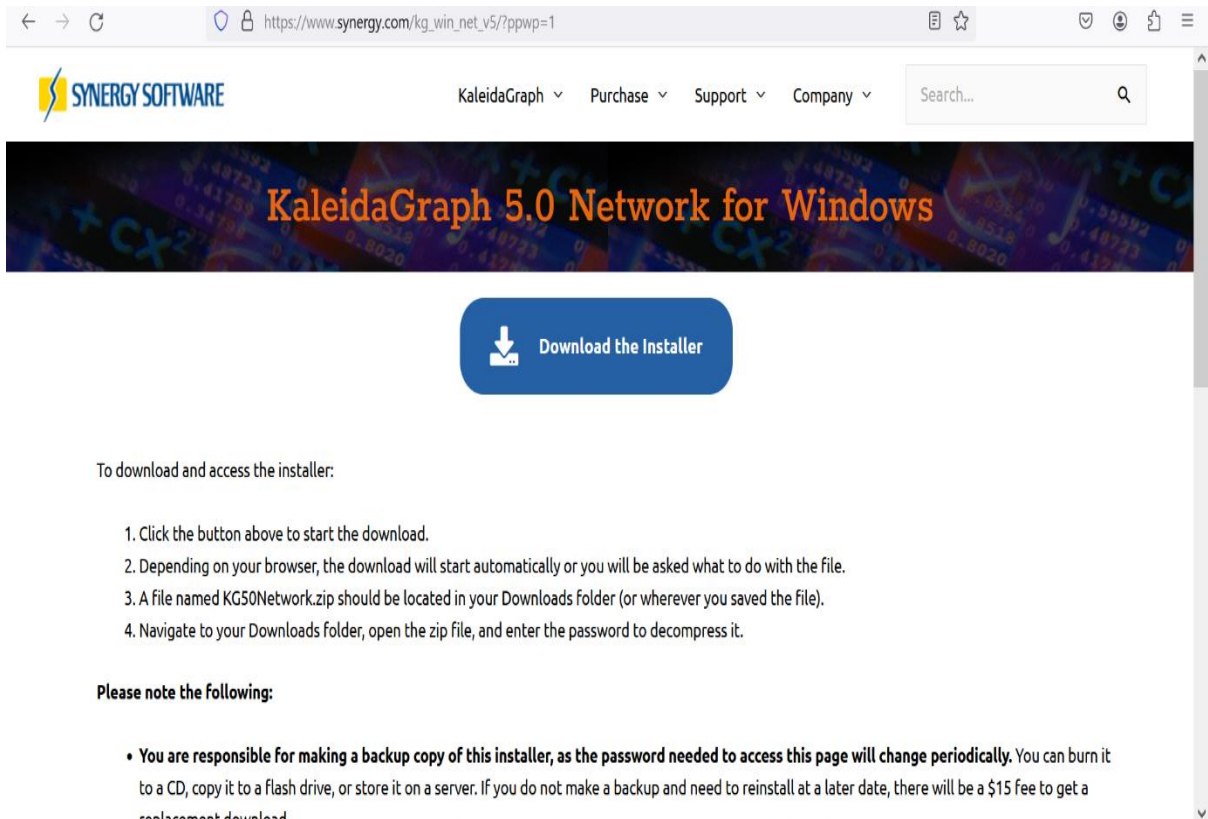 https://www.synergy.com/kg_win_net_v5/?ppwp=1
SYNERGY SOFTWARE
KaleidaGraph
Purchase
Support
Company
Search...
KaleidaGraph 5.0 Network for Windows
Download the Installer
To download and access the installer:
1. Click the button above to start the download.
2. Depending on your browser, the download will start automatically or you will be asked what to do with the file.
3. A file named KG50Network.zip should be located in your Downloads folder (or wherever you saved the file).
4. Navigate to your Downloads folder, open the zip file, and enter the password to decompress it.
Please note the following:
• You are responsible for making a backup copy of this installer, as the password needed to access this page will change periodically. You can burn it
to a CD, copy it to a flash drive, or store it on a server. If you do not make a backup and need to reinstall at a later date, there will be a $15 fee to get a
replacement download.